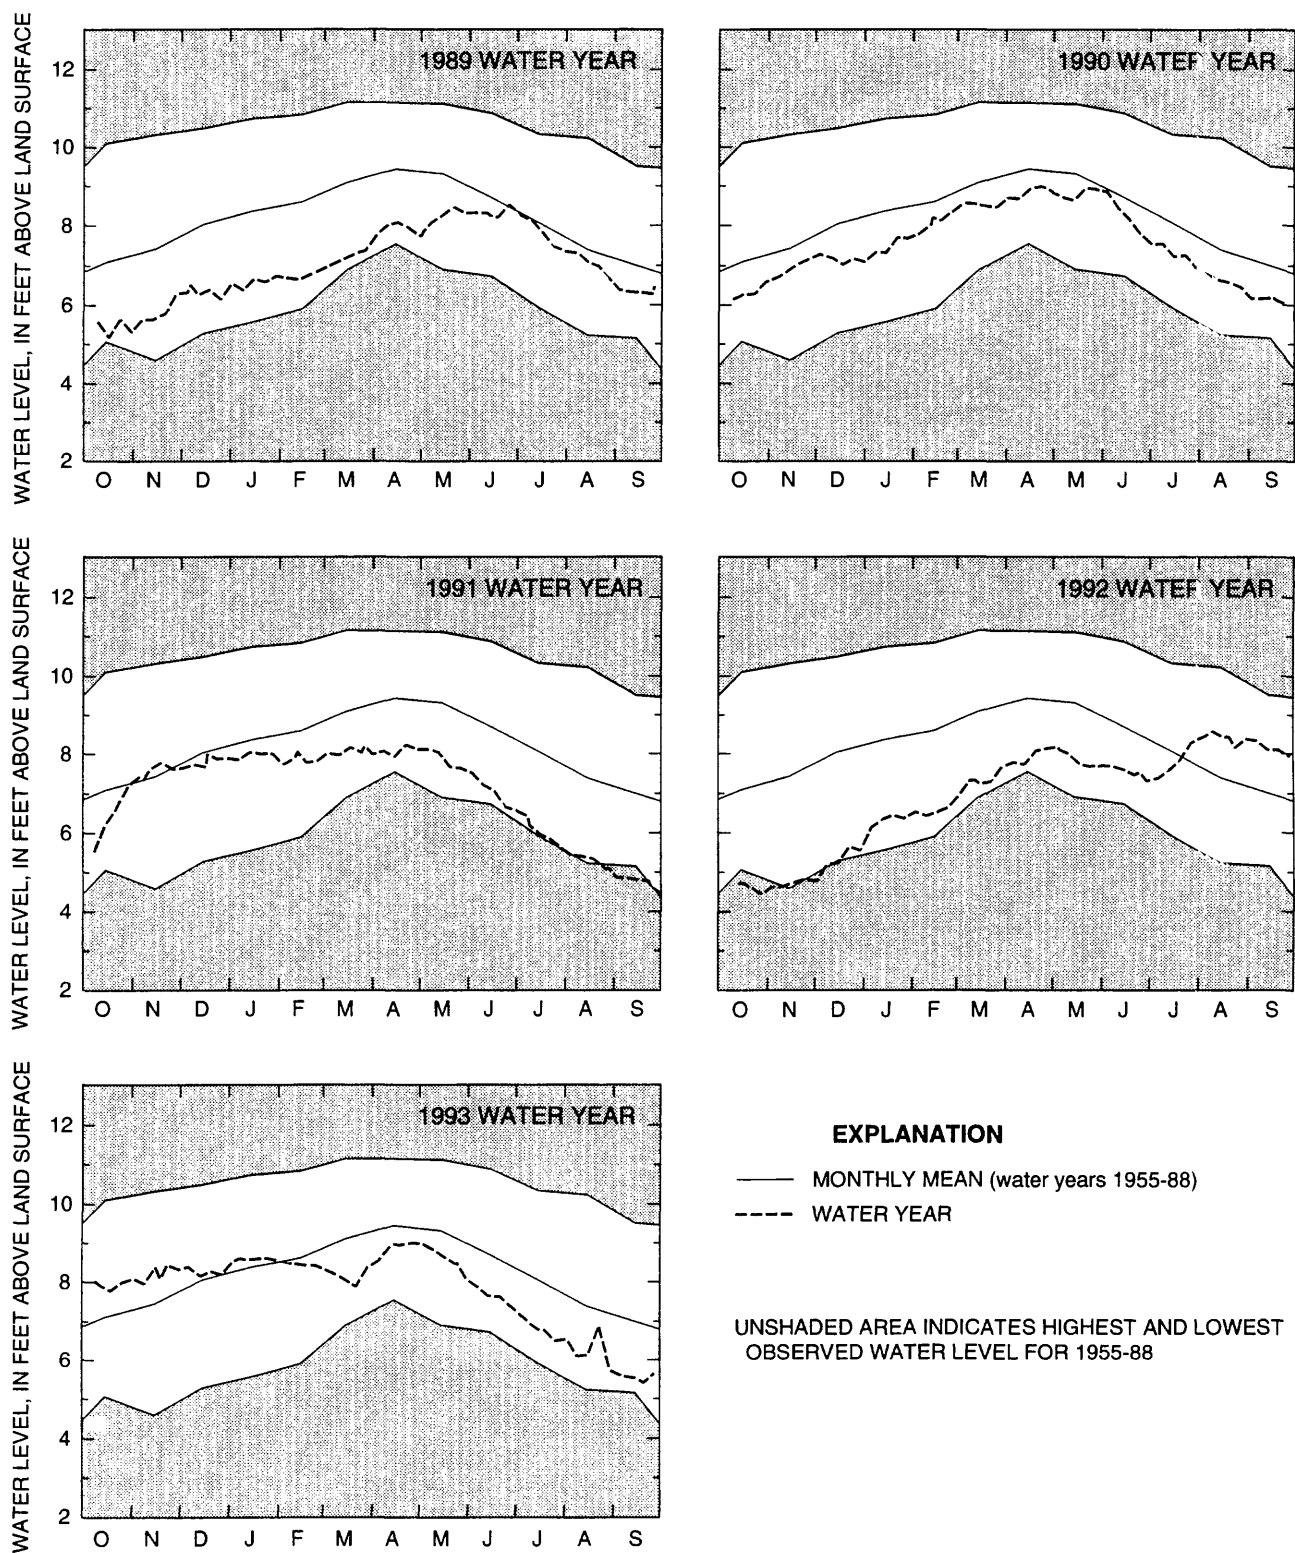 WATER LEVEL, IN FEET ABOVE LAND SURFACE
1989 WATER YEAR
12
10
8
6
4
2
O N D J F M A M J J A S
1990 WATER YEAR
O N D J F M A M J J A S
WATER LEVEL, IN FEET ABOVE LAND SURFACE
1991 WATER YEAR
12
10
8
6
4
2
O N D J F M A M J J A S
1992 WATER YEAR
O N D J F M A M J J A S
WATER LEVEL, IN FEET ABOVE LAND SURFACE
1993 WATER YEAR
12
10
8
6
4
2
O N D J F M A M J J A S
EXPLANATION
MONTHLY MEAN (water years 1955-88)
WATER YEAR
UNSHADED AREA INDICATES HIGHEST AND LOWEST
OBSERVED WATER LEVEL FOR 1955-88